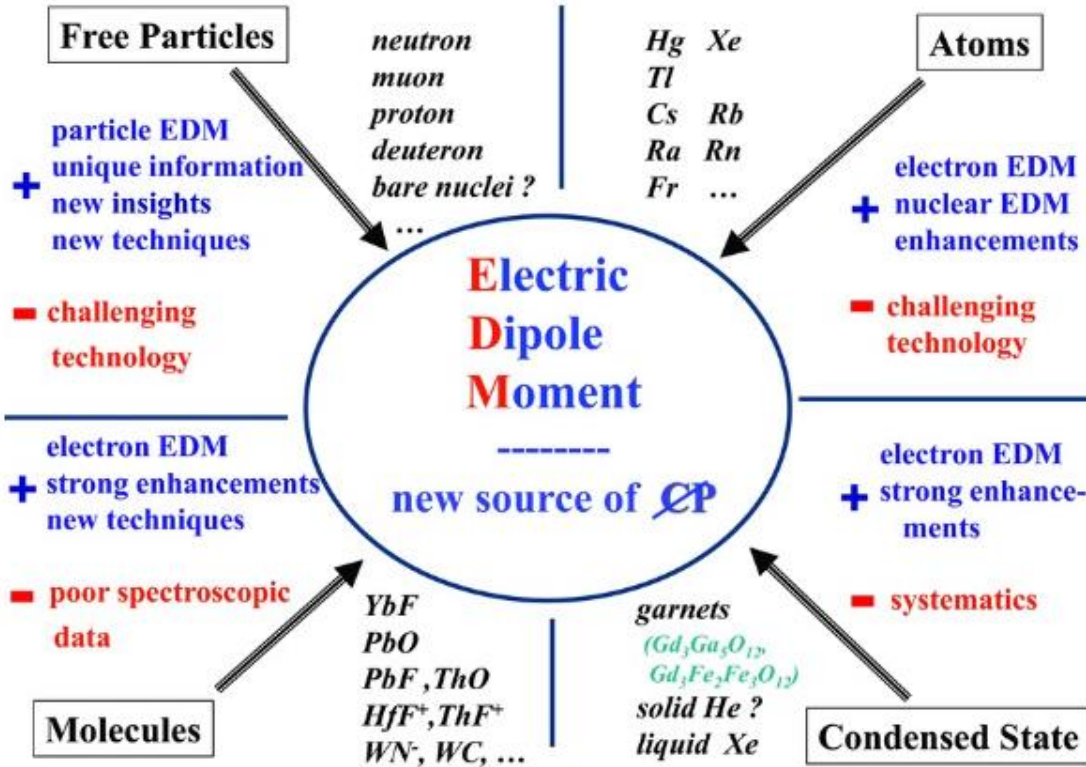 Free Particles
neutron
muon
proton
deuteron
bare nuclei ?
...
+ particle EDM
unique information
new insights
new techniques
- challenging
technology
Hg Xe
Tl
Cs Rb
Ra Rn
Fr ...
Atoms
+ electron EDM
nuclear EDM
enhancements
- challenging
technology
Electric
Dipole
Moment
--------
new source of CP
+ electron EDM
strong enhancements
new techniques
- poor spectroscopic
data
Molecules
YbF
PbO
PbF ,ThO
HfF⁺,ThF⁺
WN⁻, WC, ...
+ electron EDM
strong enhance-
ments
- systematics
garnets
(Gd₃Ga₅O₁₂,
Gd₃Fe₂Fe₃O₁₂)
solid He ?
liquid Xe
Condensed State